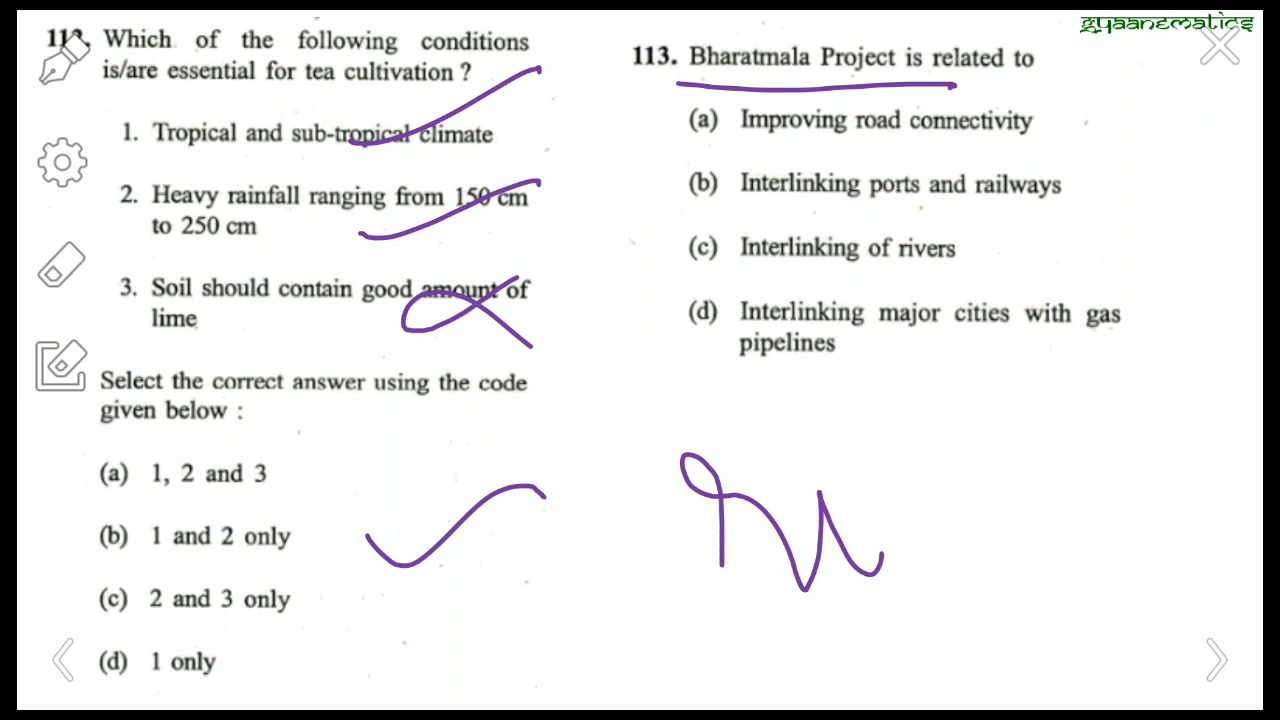 GYAANEMATICS
Which of the following conditions
is/are essential for tea cultivation ?
1. Tropical and sub-tropical climate
2. Heavy rainfall ranging from 150 cm
to 250 cm
3. Soil should contain good amount of
lime
Select the correct answer using the code
given below :
(a) 1, 2 and 3
(b) 1 and 2 only
(c) 2 and 3 only
(d) 1 only
113. Bharatmala Project is related to
(a) Improving road connectivity
(b) Interlinking ports and railways
(c) Interlinking of rivers
(d) Interlinking major cities with gas
pipelines